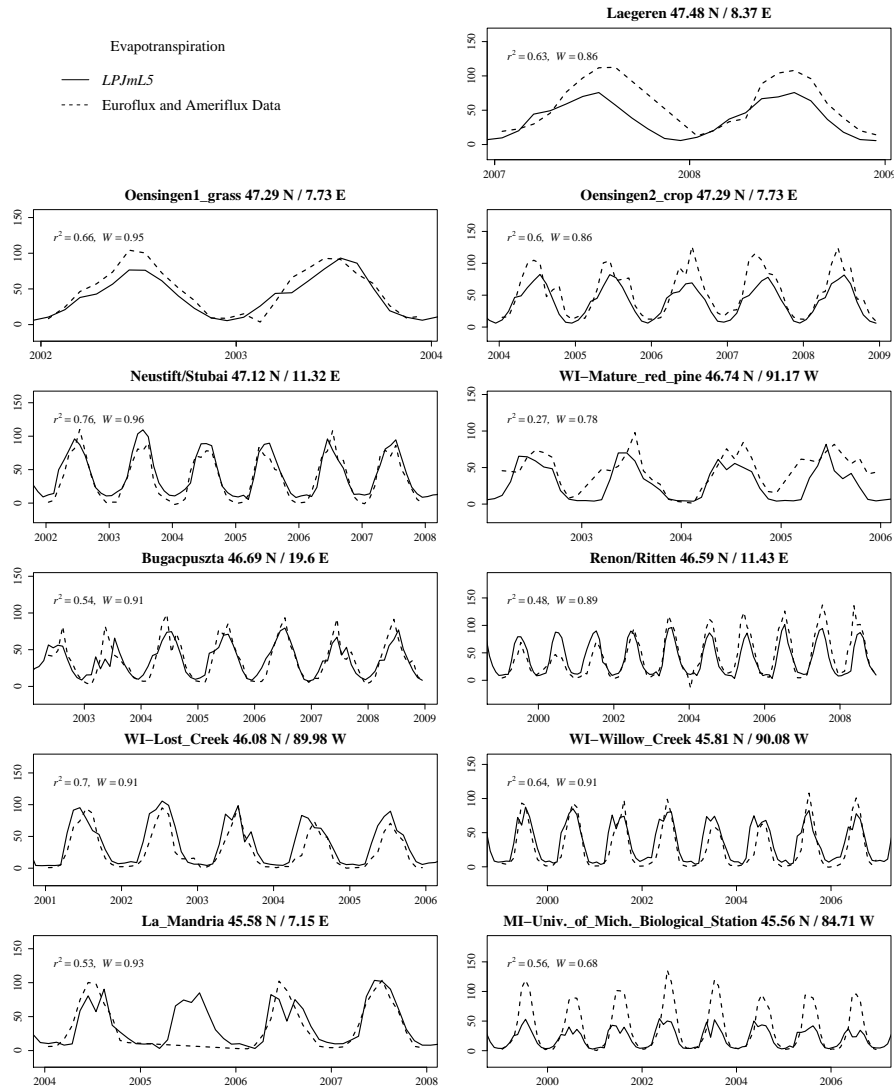 Laegeren 47.48 N / 8.37 E
Evapotranspiration
LPJmL5
Euroflux and Ameriflux Data
r² = 0.63, W = 0.86
0 50 100 150
2007 2008 2009
Oensingen1_grass 47.29 N / 7.73 E
r² = 0.66, W = 0.95
0 50 100 150
2002 2003 2004
Oensingen2_crop 47.29 N / 7.73 E
r² = 0.6, W = 0.86
0 50 100 150
2004 2005 2006 2007 2008 2009
Neustift/Stubai 47.12 N / 11.32 E
r² = 0.76, W = 0.96
0 50 100 150
2002 2003 2004 2005 2006 2007 2008
WI−Mature_red_pine 46.74 N / 91.17 W
r² = 0.27, W = 0.78
0 50 100 150
2003 2004 2005 2006
Bugacpuszta 46.69 N / 19.6 E
r² = 0.54, W = 0.91
0 50 100 150
2003 2004 2005 2006 2007 2008 2009
Renon/Ritten 46.59 N / 11.43 E
r² = 0.48, W = 0.89
0 50 100 150
2000 2002 2004 2006 2008
WI−Lost_Creek 46.08 N / 89.98 W
r² = 0.7, W = 0.91
0 50 100 150
2001 2002 2003 2004 2005 2006
WI−Willow_Creek 45.81 N / 90.08 W
r² = 0.64, W = 0.91
0 50 100 150
2000 2002 2004 2006
La_Mandria 45.58 N / 7.15 E
r² = 0.53, W = 0.93
0 50 100 150
2004 2005 2006 2007 2008
MI−Univ._of_Mich._Biological_Station 45.56 N / 84.71 W
r² = 0.56, W = 0.68
0 50 100 150
2000 2002 2004 2006